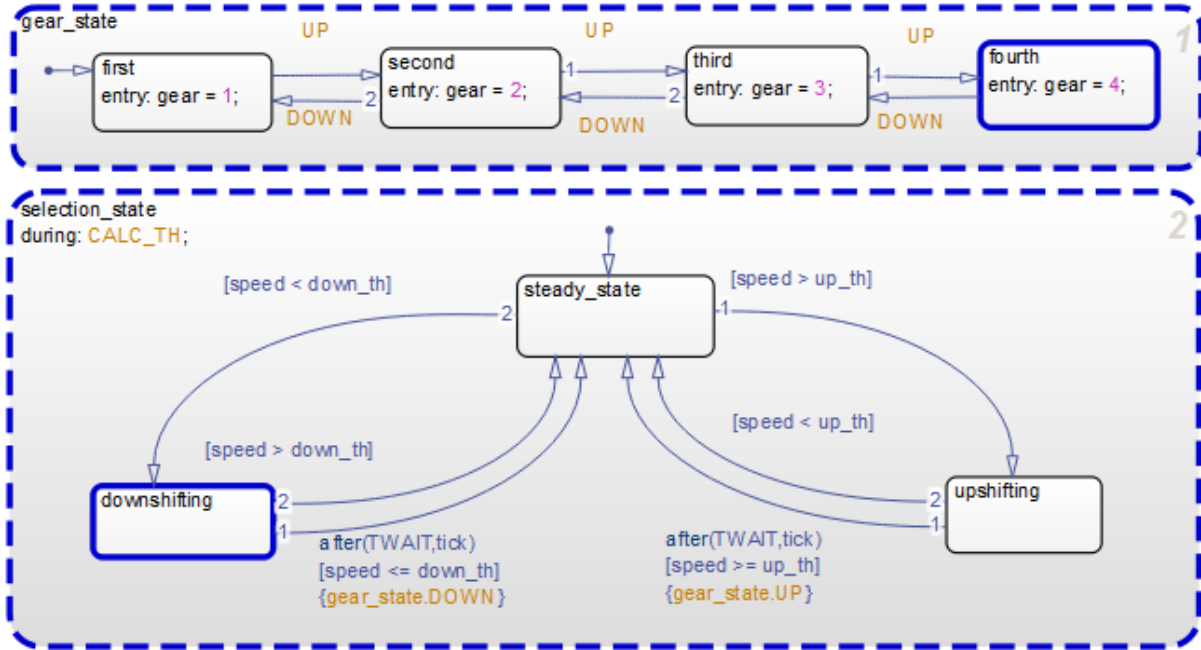 gear_state
1
UP
UP
UP
first
entry: gear = 1;
second
entry: gear = 2;
third
entry: gear = 3;
fourth
entry: gear = 4;
1
1
2
2
DOWN
DOWN
DOWN
selection_state
during: CALC_TH;
2
[speed < down_th]
steady_state
[speed > up_th]
2
1
[speed > down_th]
[speed < up_th]
downshifting
2
1
upshifting
2
1
after(TWAIT,tick)
[speed <= down_th]
{gear_state.DOWN}
after(TWAIT,tick)
[speed >= up_th]
{gear_state.UP}